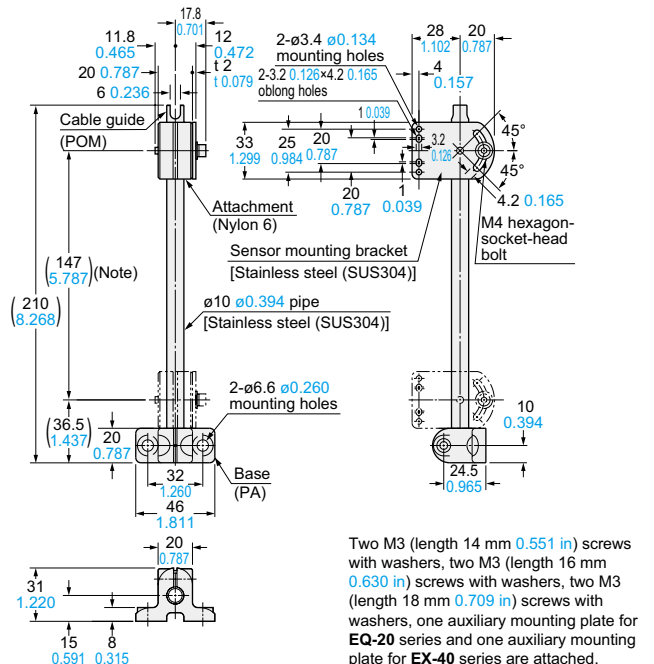 17.8
0.701
11.8
0.465
12
0.472
20 0.787
t 2
t 0.079
6 0.236
Cable guide
(POM)
Attachment
(Nylon 6)
(147
5.787)(Note)
(210
8.268)
ø10 ø0.394 pipe
[Stainless steel (SUS304)]
2-ø6.6 ø0.260
mounting holes
(36.5
1.437)
20
0.787
Base
(PA)
32
1.260
46
1.811
28
1.102
20
0.787
2-ø3.4 ø0.134
mounting holes
2-3.2 0.126×4.2 0.165
oblong holes
4
0.157
1 0.039
33
1.299
25
0.984
20
0.787
3.2
0.126
45°
45°
20
0.787
1
0.039
4.2 0.165
M4 hexagon-
socket-head
bolt
Sensor mounting bracket
[Stainless steel (SUS304)]
10
0.394
24.5
0.965
20
0.787
31
1.220
15
0.591
8
0.315
Two M3 (length 14 mm 0.551 in) screws
with washers, two M3 (length 16 mm
0.630 in) screws with washers, two M3
(length 18 mm 0.709 in) screws with
washers, one auxiliary mounting plate for
EQ-20 series and one auxiliary mounting
plate for EX-40 series are attached.